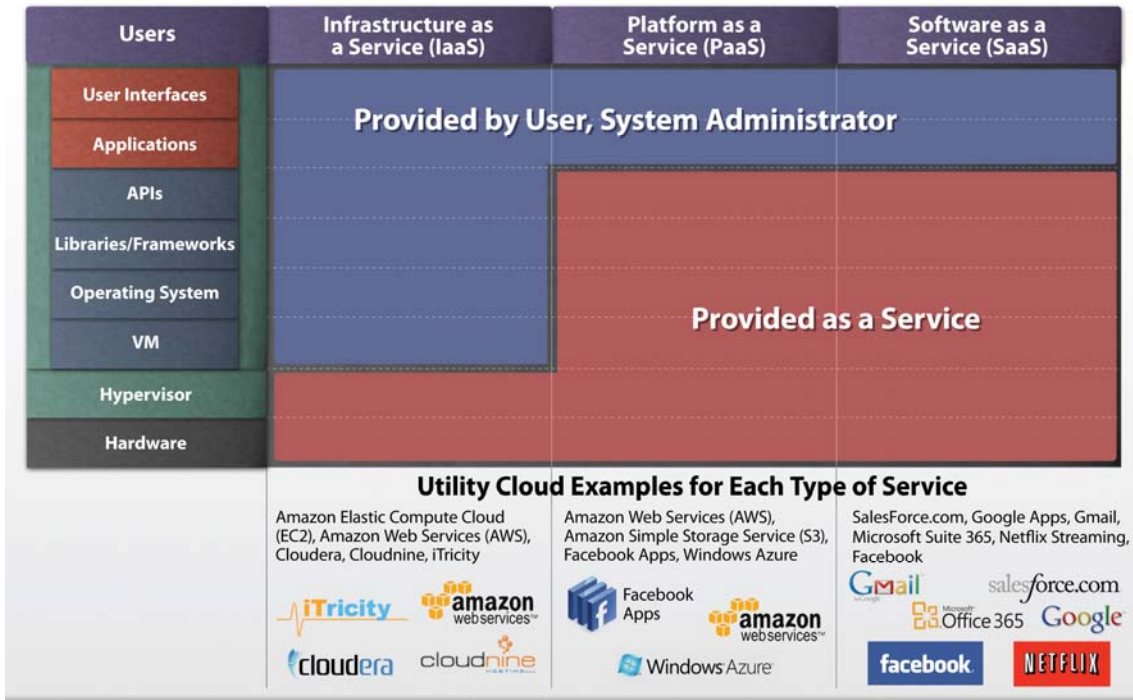 Users
Infrastructure as
a Service (IaaS)
Platform as a
Service (PaaS)
Software as a
Service (SaaS)
User Interfaces
Applications
APIs
Libraries/Frameworks
Operating System
VM
Hypervisor
Hardware
Provided by User, System Administrator
Provided as a Service
Utility Cloud Examples for Each Type of Service
Amazon Elastic Compute Cloud
(EC2), Amazon Web Services (AWS),
Cloudera, Cloudnine, iTricity
Amazon Web Services (AWS),
Amazon Simple Storage Service (S3),
Facebook Apps, Windows Azure
SalesForce.com, Google Apps, Gmail,
Microsoft Suite 365, Netflix Streaming,
Facebook
iTricity
amazon
webservices™
cloudera
cloudnine
HOSTING
Facebook
Apps
amazon
webservices™
Windows Azure
Gmail
salesforce.com
Microsoft
Office 365
Google
facebook
NETFLIX